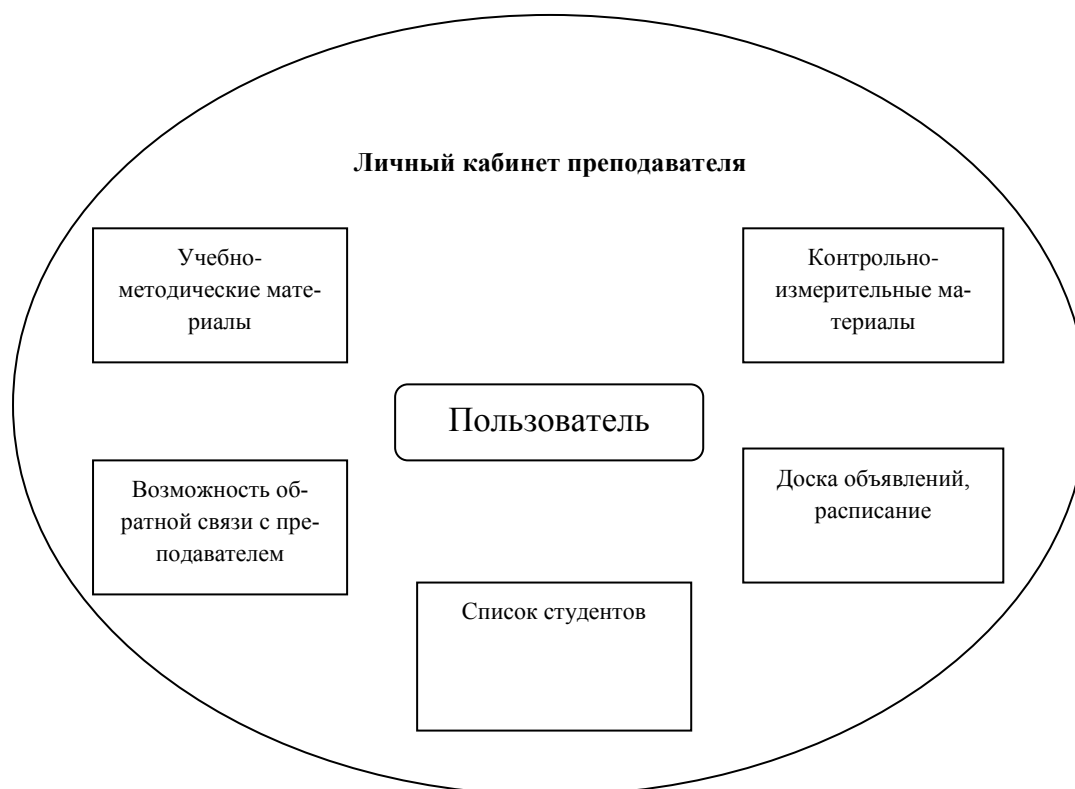 Личный кабинет преподавателя
Учебно-
методические мате-
риалы
Контрольно-
измерительные ма-
териалы
Пользователь
Возможность об-
ратной связи с пре-
подавателем
Доска объявлений,
расписание
Список студентов